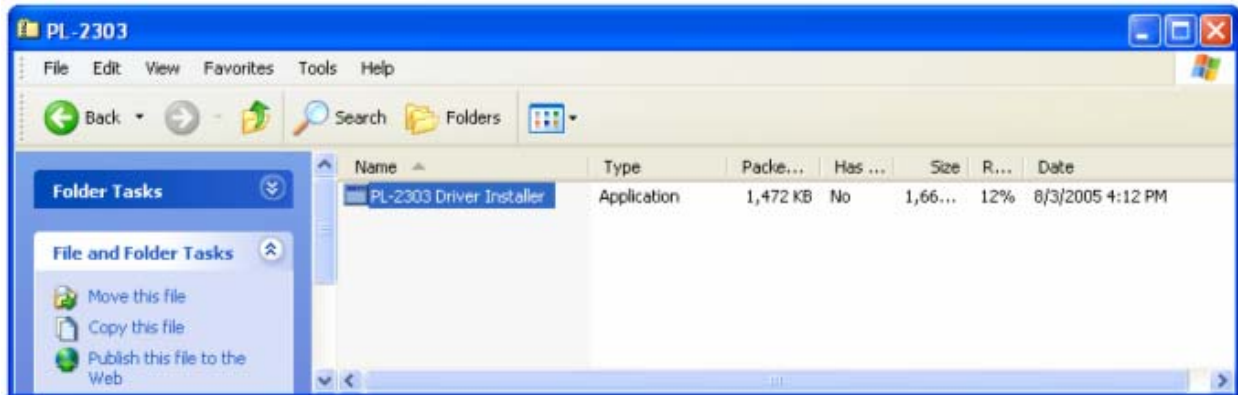 PL-2303
File Edit View Favorites Tools Help
Back Search Folders
Name Type Packe... Has ... Size R... Date
Folder Tasks
PL-2303 Driver Installer Application 1,472 KB No 1,66... 12% 8/3/2005 4:12 PM
File and Folder Tasks
Move this file
Copy this file
Publish this file to the
Web